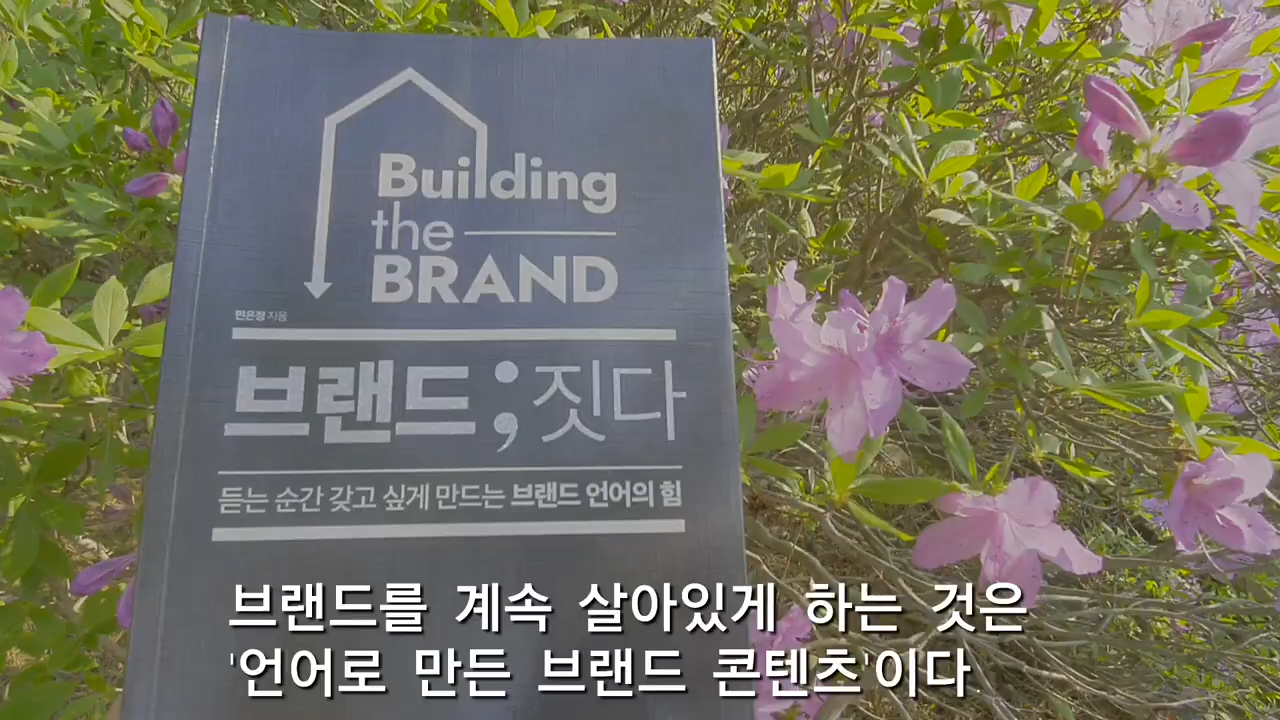 Building
the
BRAND
민은정 지음
브랜드;짓다
듣는 순간 갖고 싶게 만드는 브랜드 언어의 힘
브랜드를 계속 살아있게 하는 것은
'언어로 만든 브랜드 콘텐츠'이다.